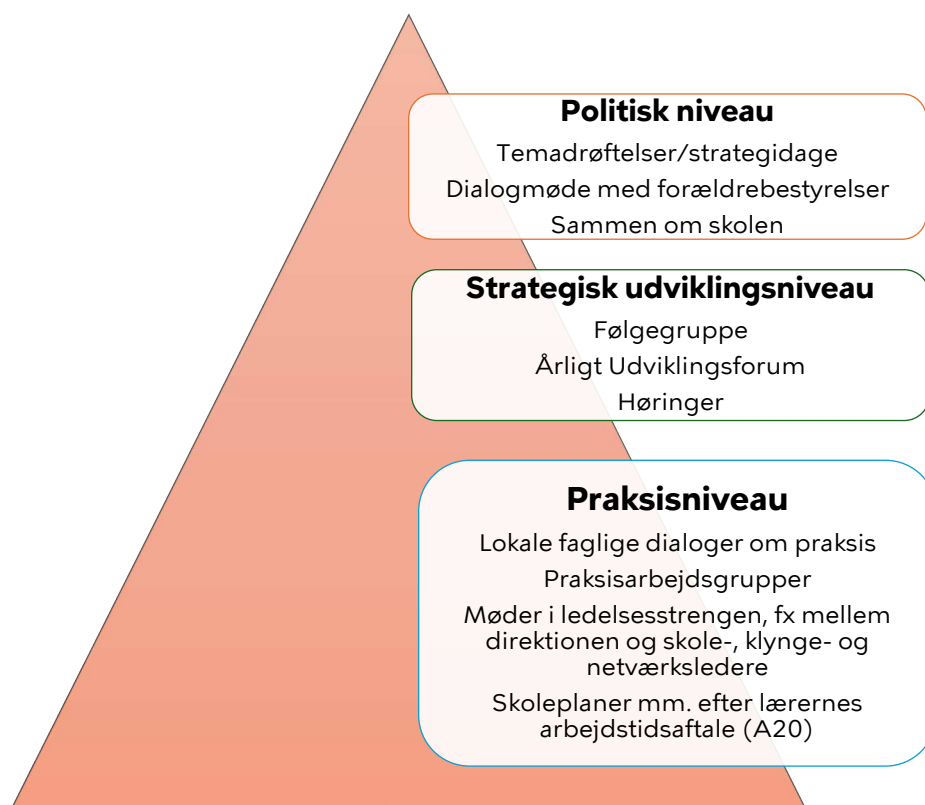 Politisk niveau
Temadrøftelser/strategidage
Dialogmøde med forældrebestyrelser
Sammen om skolen
Strategisk udviklingsniveau
Følgegruppe
Årligt Udviklingsforum
Høringer
Praksisniveau
Lokale faglige dialoger om praksis
Praksisarbejdsgrupper
Møder i ledelsesstrengen, fx mellem
direktionen og skole-, klynge- og
netværksledere
Skoleplaner mm. efter lærernes
arbejdstidsaftale (A20)